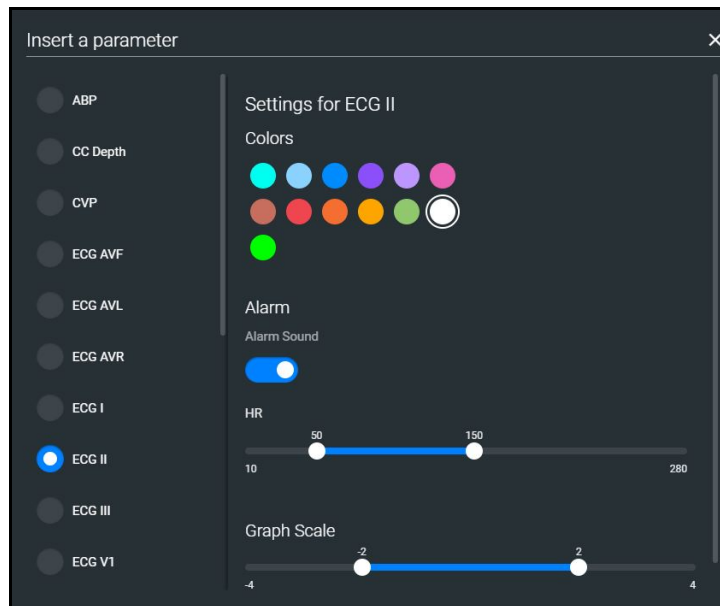 Insert a parameter
ABP
CC Depth
CVP
ECG AVF
ECG AVL
ECG AVR
ECG I
ECG II
ECG III
ECG V1
Settings for ECG II
Colors
Alarm
Alarm Sound
HR
50 150
10 280
Graph Scale
-2 2
-4 4